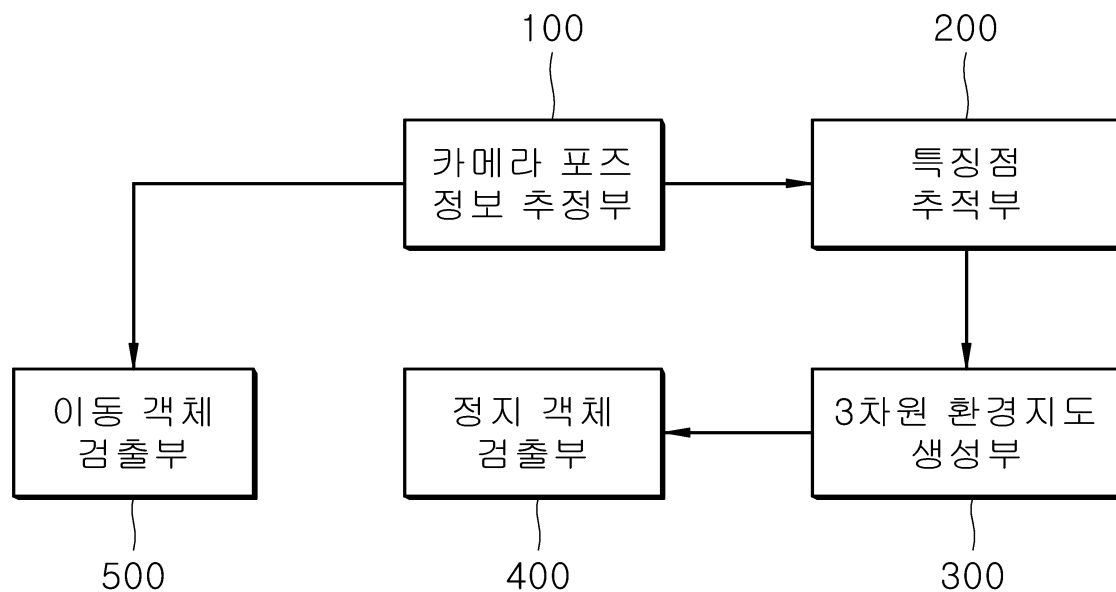 100
200
카메라 포즈
정보 추정부
특징점
추적부
이동 객체
검출부
정지 객체
검출부
3차원 환경지도
생성부
500
400
300